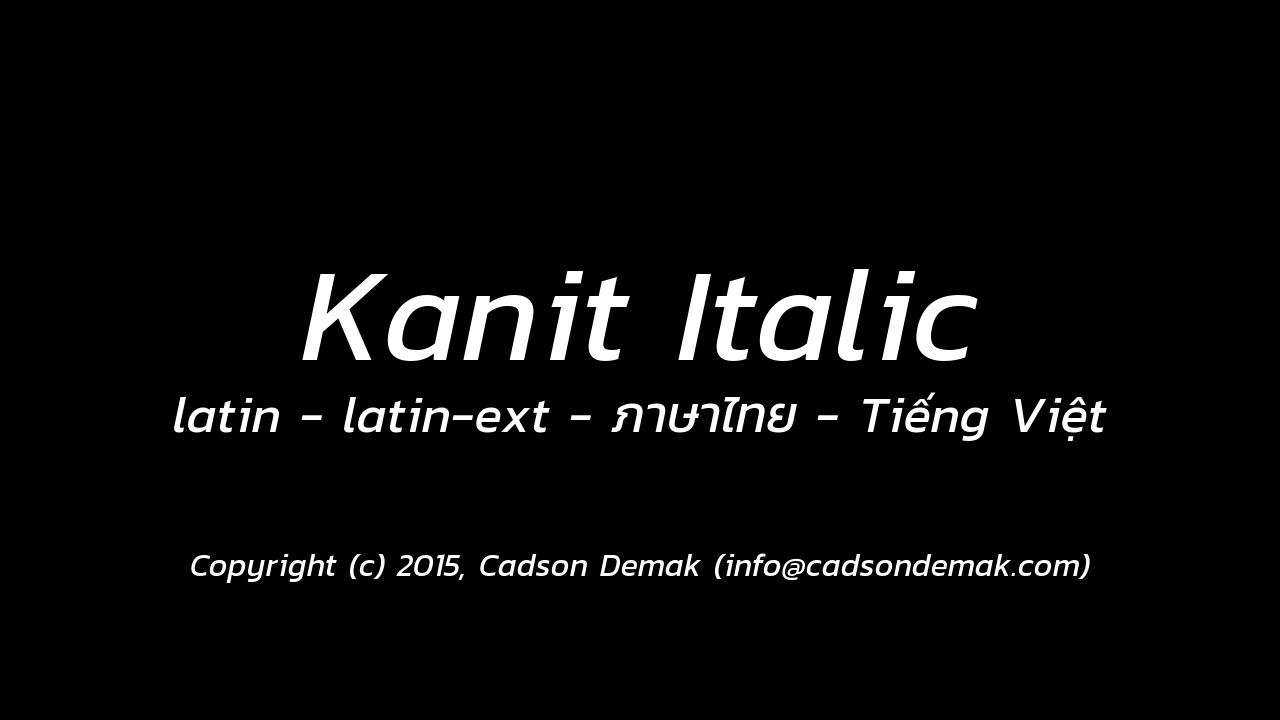 Kanit Italic
latin - latin-ext - ภาษาไทย - Tiếng Việt
Copyright (c) 2015, Cadson Demak (info@cadsondemak.com)